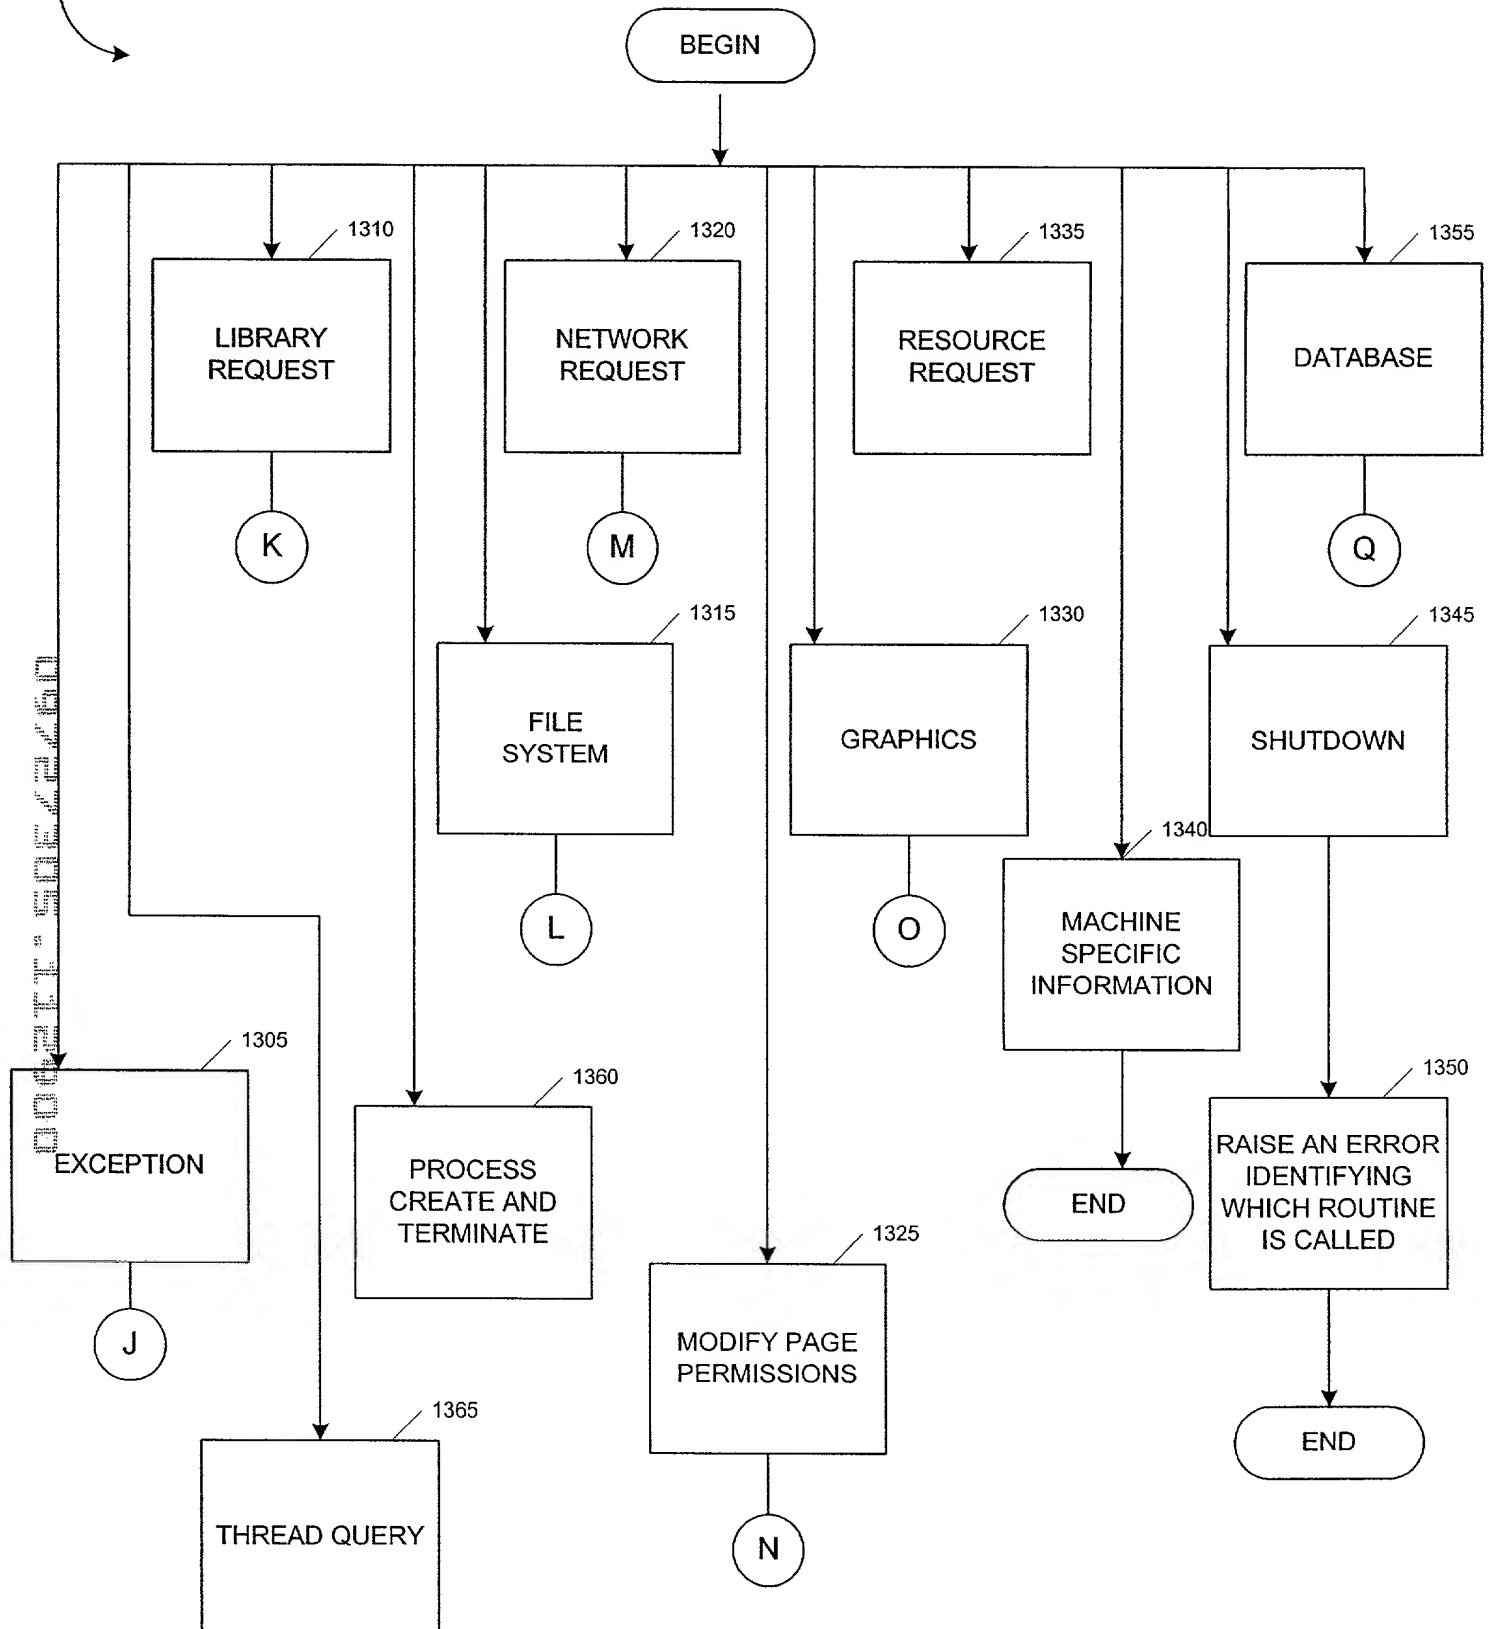 BEGIN
1310
1320
1335
1355
LIBRARY
REQUEST
NETWORK
REQUEST
RESOURCE
REQUEST
DATABASE
K
M
Q
1315
1330
1345
FILE
SYSTEM
GRAPHICS
SHUTDOWN
L
O
1340
MACHINE
SPECIFIC
INFORMATION
END
1305
EXCEPTION
J
1360
PROCESS
CREATE AND
TERMINATE
1350
RAISE AN ERROR
IDENTIFYING
WHICH ROUTINE
IS CALLED
END
1325
MODIFY PAGE
PERMISSIONS
N
1365
THREAD QUERY